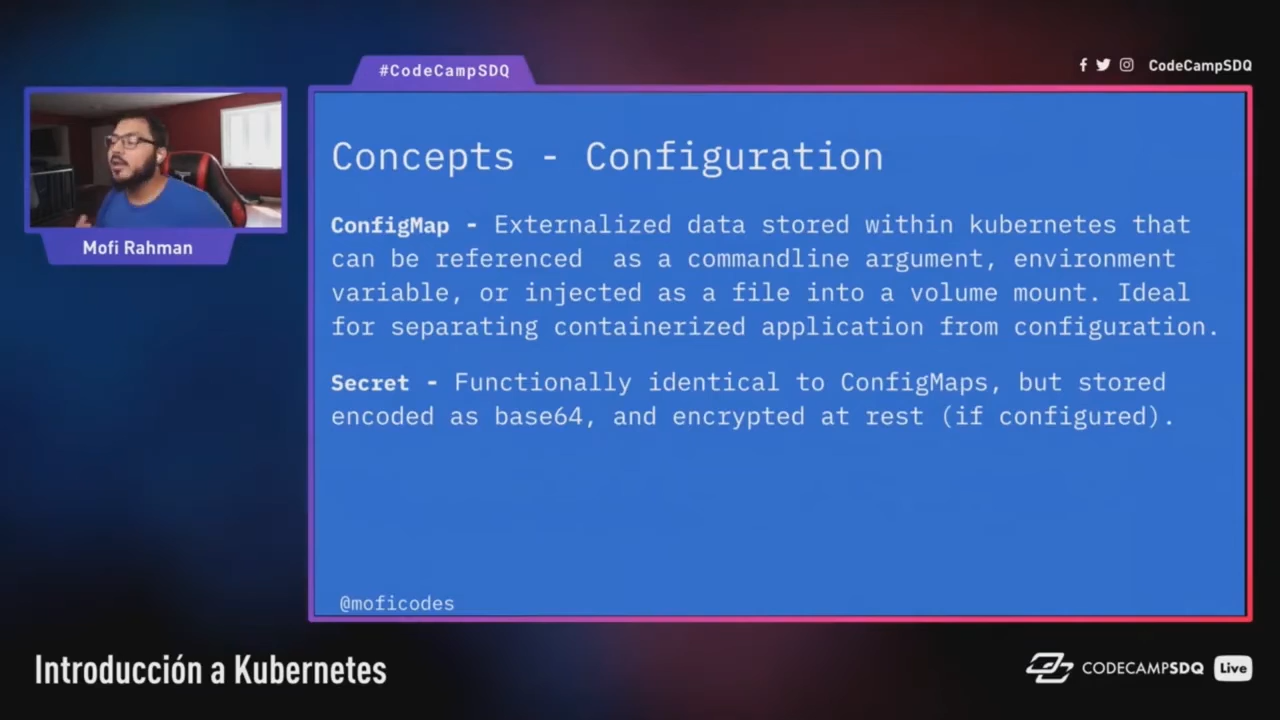 #CodeCampSDQ
CodeCampSDQ
Mofi Rahman
Concepts - Configuration
ConfigMap - Externalized data stored within kubernetes that
can be referenced as a commandline argument, environment
variable, or injected as a file into a volume mount. Ideal
for separating containerized application from configuration.
Secret - Functionally identical to ConfigMaps, but stored
encoded as base64, and encrypted at rest (if configured).
@moficodes
Introducción a Kubernetes
CODECAMPSDQ Live